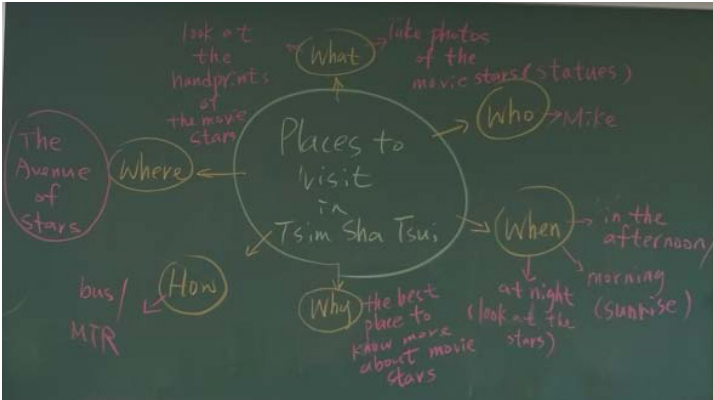 Places to
visit
in
Tsim Sha Tsui
What
look at
the
handprints
of
the movie
stars
take photos
of the
movie stars (statues)
Who
Mike
When
in the
afternoon/
morning
(sunrise)
at night
(look at the
stars)
Why
the best
place to
know more
about movie
stars
How
bus/
MTR
Where
The
Avenue
of
stars